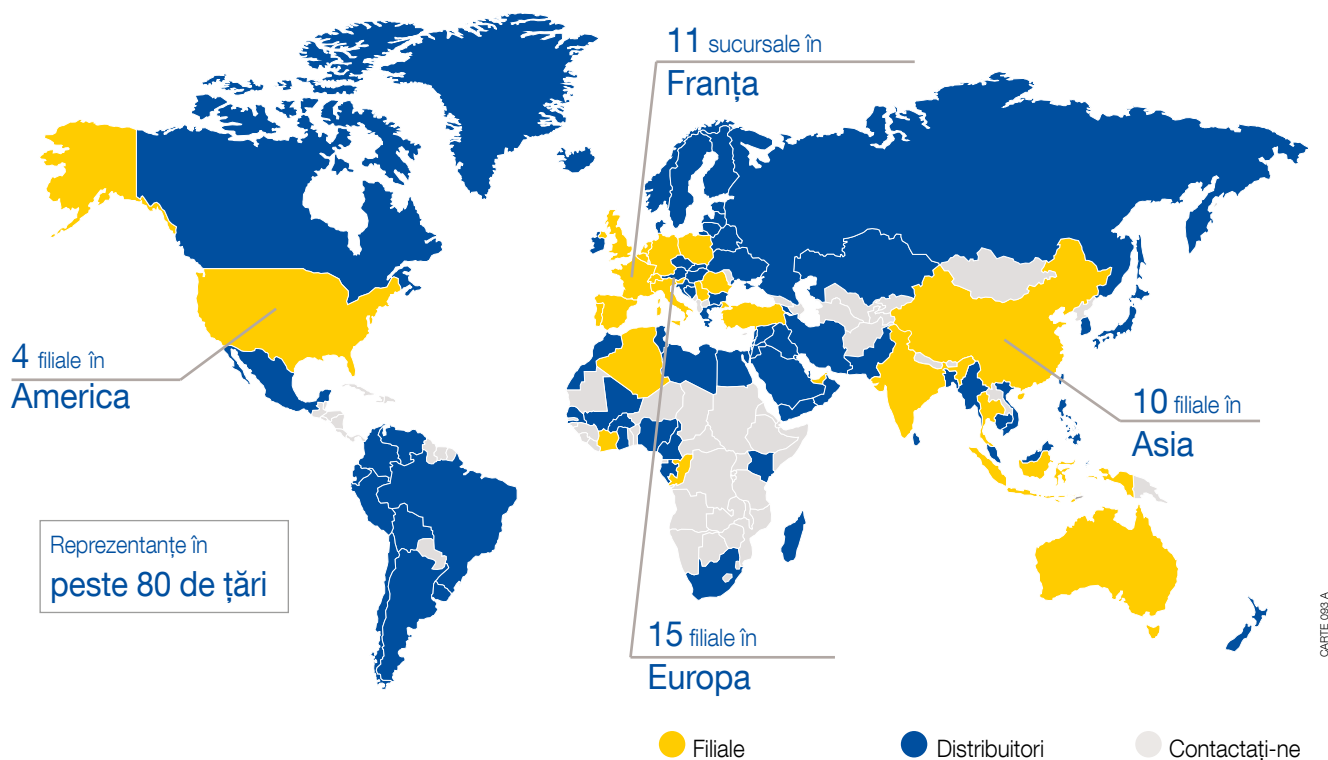 11 sucursale în
Franța
4 filiale în
America
10 filiale în
Asia
Reprezentanțe în
peste 80 de țări
15 filiale în
Europa
CARTE 093 A
Filiale
Distribuitori
Contactați-ne